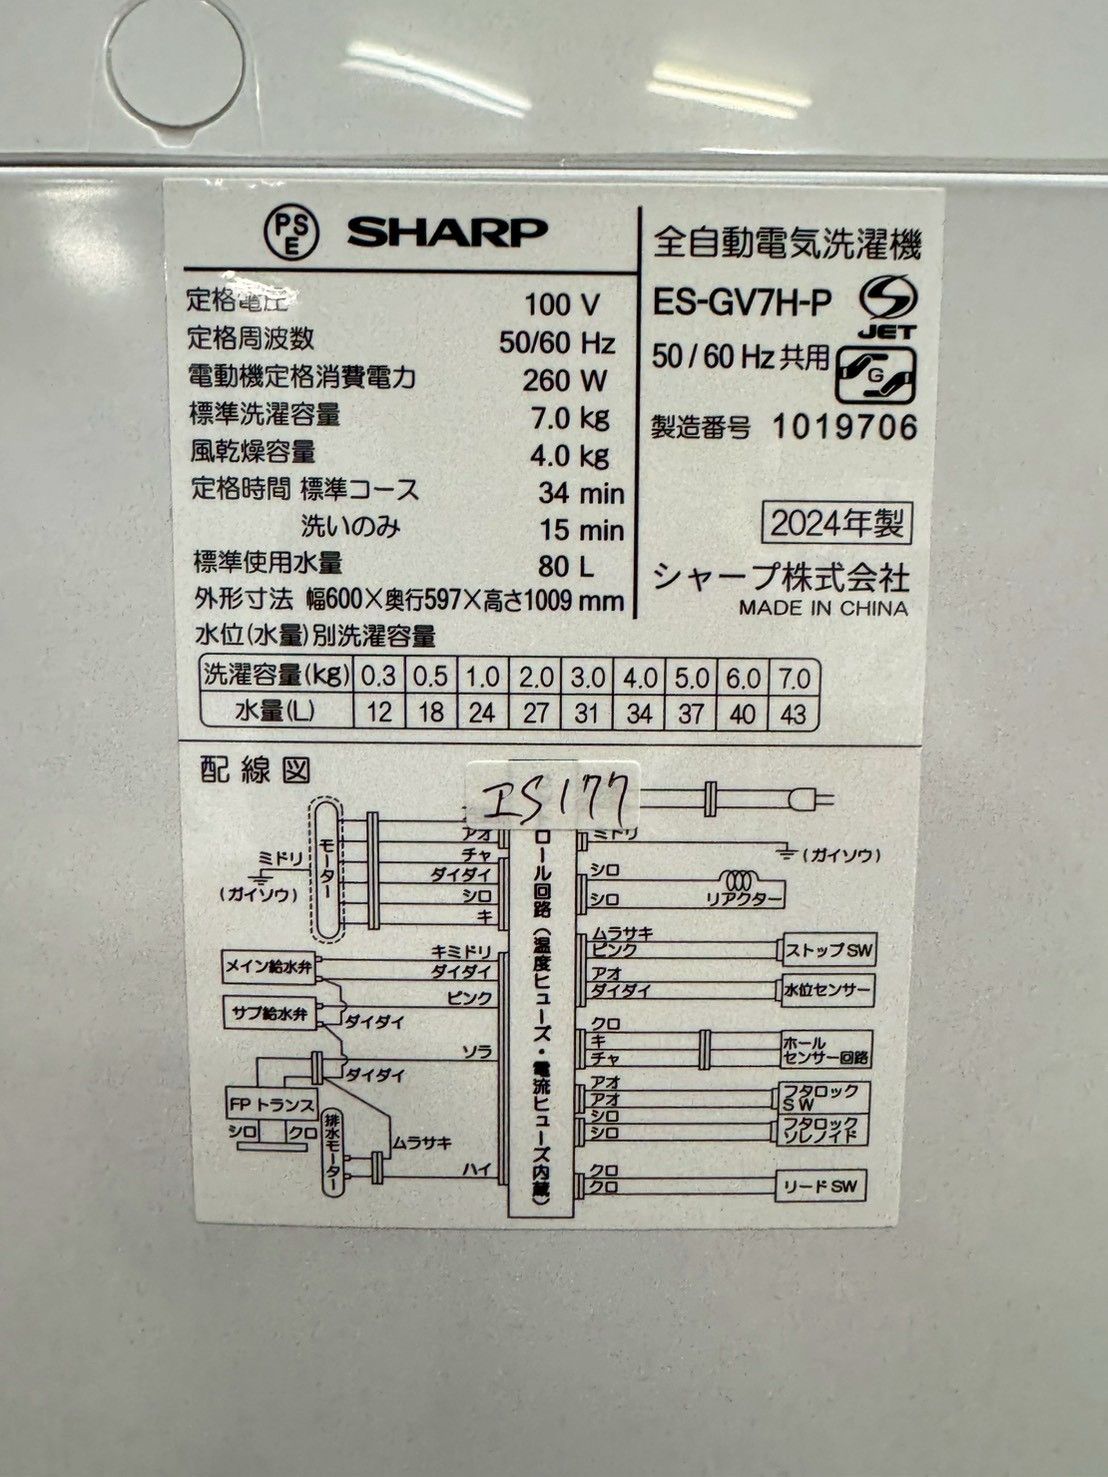 PS
E
SHARP
定格電圧 100 V
定格周波数 50/60 Hz
電動機定格消費電力 260 W
標準洗濯容量 7.0 kg
風乾燥容量 4.0 kg
定格時間 標準コース 34 min
洗いのみ 15 min
標準使用水量 80 L
外形寸法 幅600×奥行597×高さ1009 mm
全自動電気洗濯機
ES-GV7H-P
JET
50/60 Hz 共用
G
製造番号 1019706
2024年製
シャープ株式会社
MADE IN CHINA
水位(水量)別洗濯容量
洗濯容量(kg) 0.3 0.5 1.0 2.0 3.0 4.0 5.0 6.0 7.0
水量(L) 12 18 24 27 31 34 37 40 43
配線図
IS177
モーター
ミドリ
(ガイソウ)
アオ
チャ
ダイダイ
シロ
キ
メイン給水弁
キミドリ
ダイダイ
サブ給水弁
ピンク
ダイダイ
ソラ
ダイダイ
FPトランス
シロ クロ
排水モーター
ムラサキ
ハイ
ロール回路(温度ヒューズ・電流ヒューズ内蔵)
ミドリ
(ガイソウ)
シロ
シロ
リアクター
ムラサキ
ピンク
ストップSW
アオ
ダイダイ
水位センサー
クロ
キ
チャ
ホール
センサー回路
アオ
アオ
フタロック
SW
シロ
シロ
フタロック
ソレノイド
クロ
クロ
リードSW